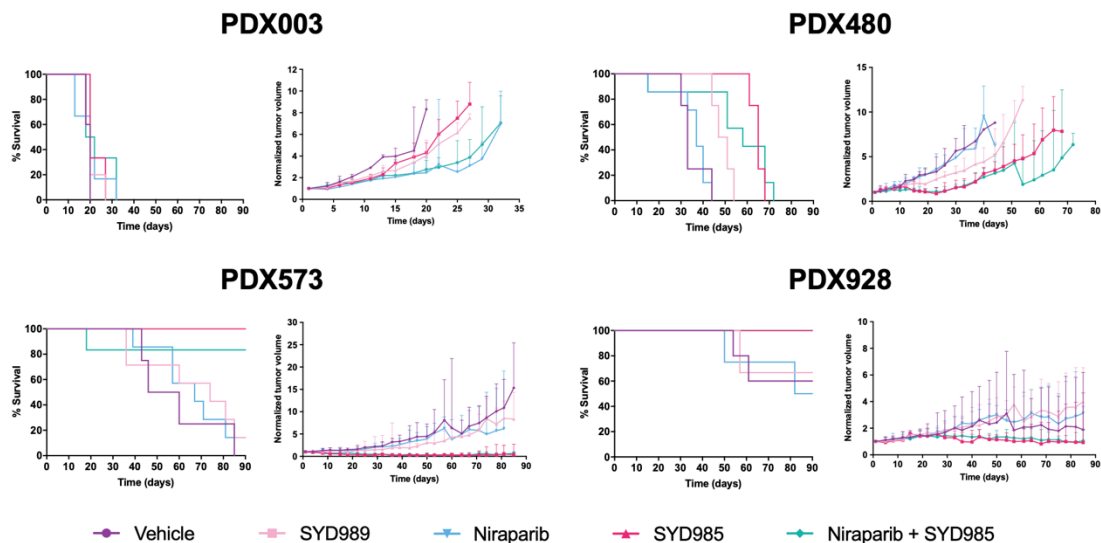 PDX003
PDX480
% Survival
100
80
60
40
20
0
0 10 20 30 40 50 60 70 80 90
Time (days)
Normalized tumor volume
12
10
8
6
4
2
0
0 5 10 15 20 25 30 35
Time (days)
% Survival
100
80
60
40
20
0
0 10 20 30 40 50 60 70 80 90
Time (days)
Normalized tumor volume
15
10
5
0
0 10 20 30 40 50 60 70 80
Time (days)
PDX573
PDX928
% Survival
100
80
60
40
20
0
0 10 20 30 40 50 60 70 80 90
Time (days)
Normalized tumor volume
30
25
20
15
10
5
0
0 10 20 30 40 50 60 70 80 90
Time (days)
% Survival
100
80
60
40
20
0
0 10 20 30 40 50 60 70 80 90
Time (days)
Normalized tumor volume
10
8
6
4
2
0
0 10 20 30 40 50 60 70 80 90
Time (days)
Vehicle SYD989 Niraparib SYD985 Niraparib + SYD985